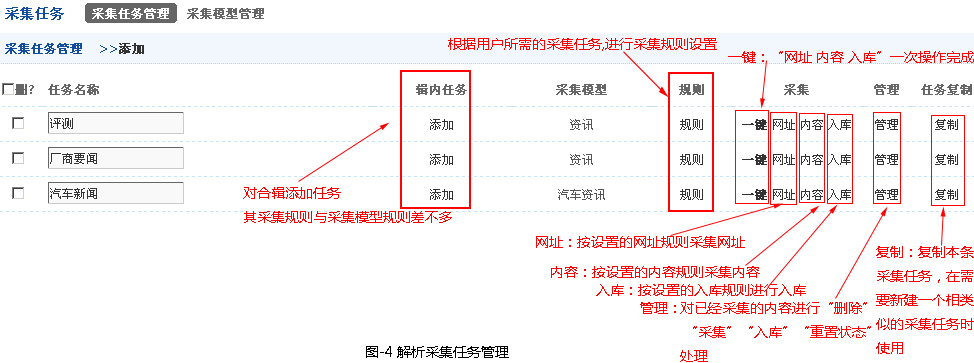 采集任务 采集任务管理 采集模型管理
采集任务管理 >>添加
根据用户所需的采集任务,进行采集规则设置
一键： "网址 内容 入库" 一次操作完成
删? 任务名称 辑内任务 采集模型 规则 采集 管理 任务复制
评测 添加 资讯 规则 一键 网址 内容 入库 管理 复制
厂商要闻 添加 资讯 规则 一键 网址 内容 入库 管理 复制
汽车新闻 添加 汽车资讯 规则 一键 网址 内容 入库 管理 复制
对合辑添加任务
其采集规则与采集模型规则差不多
网址：按设置的网址规则采集网址
内容：按设置的内容规则采集内容
入库：按设置的入库规则进行入库
管理：对已经采集的内容进行 "删除"
"采集" "入库" "重置状态"
处理
复制：复制本条
采集任务，在需
要新建一个相类
似的采集任务时
使用
图-4 解析采集任务管理